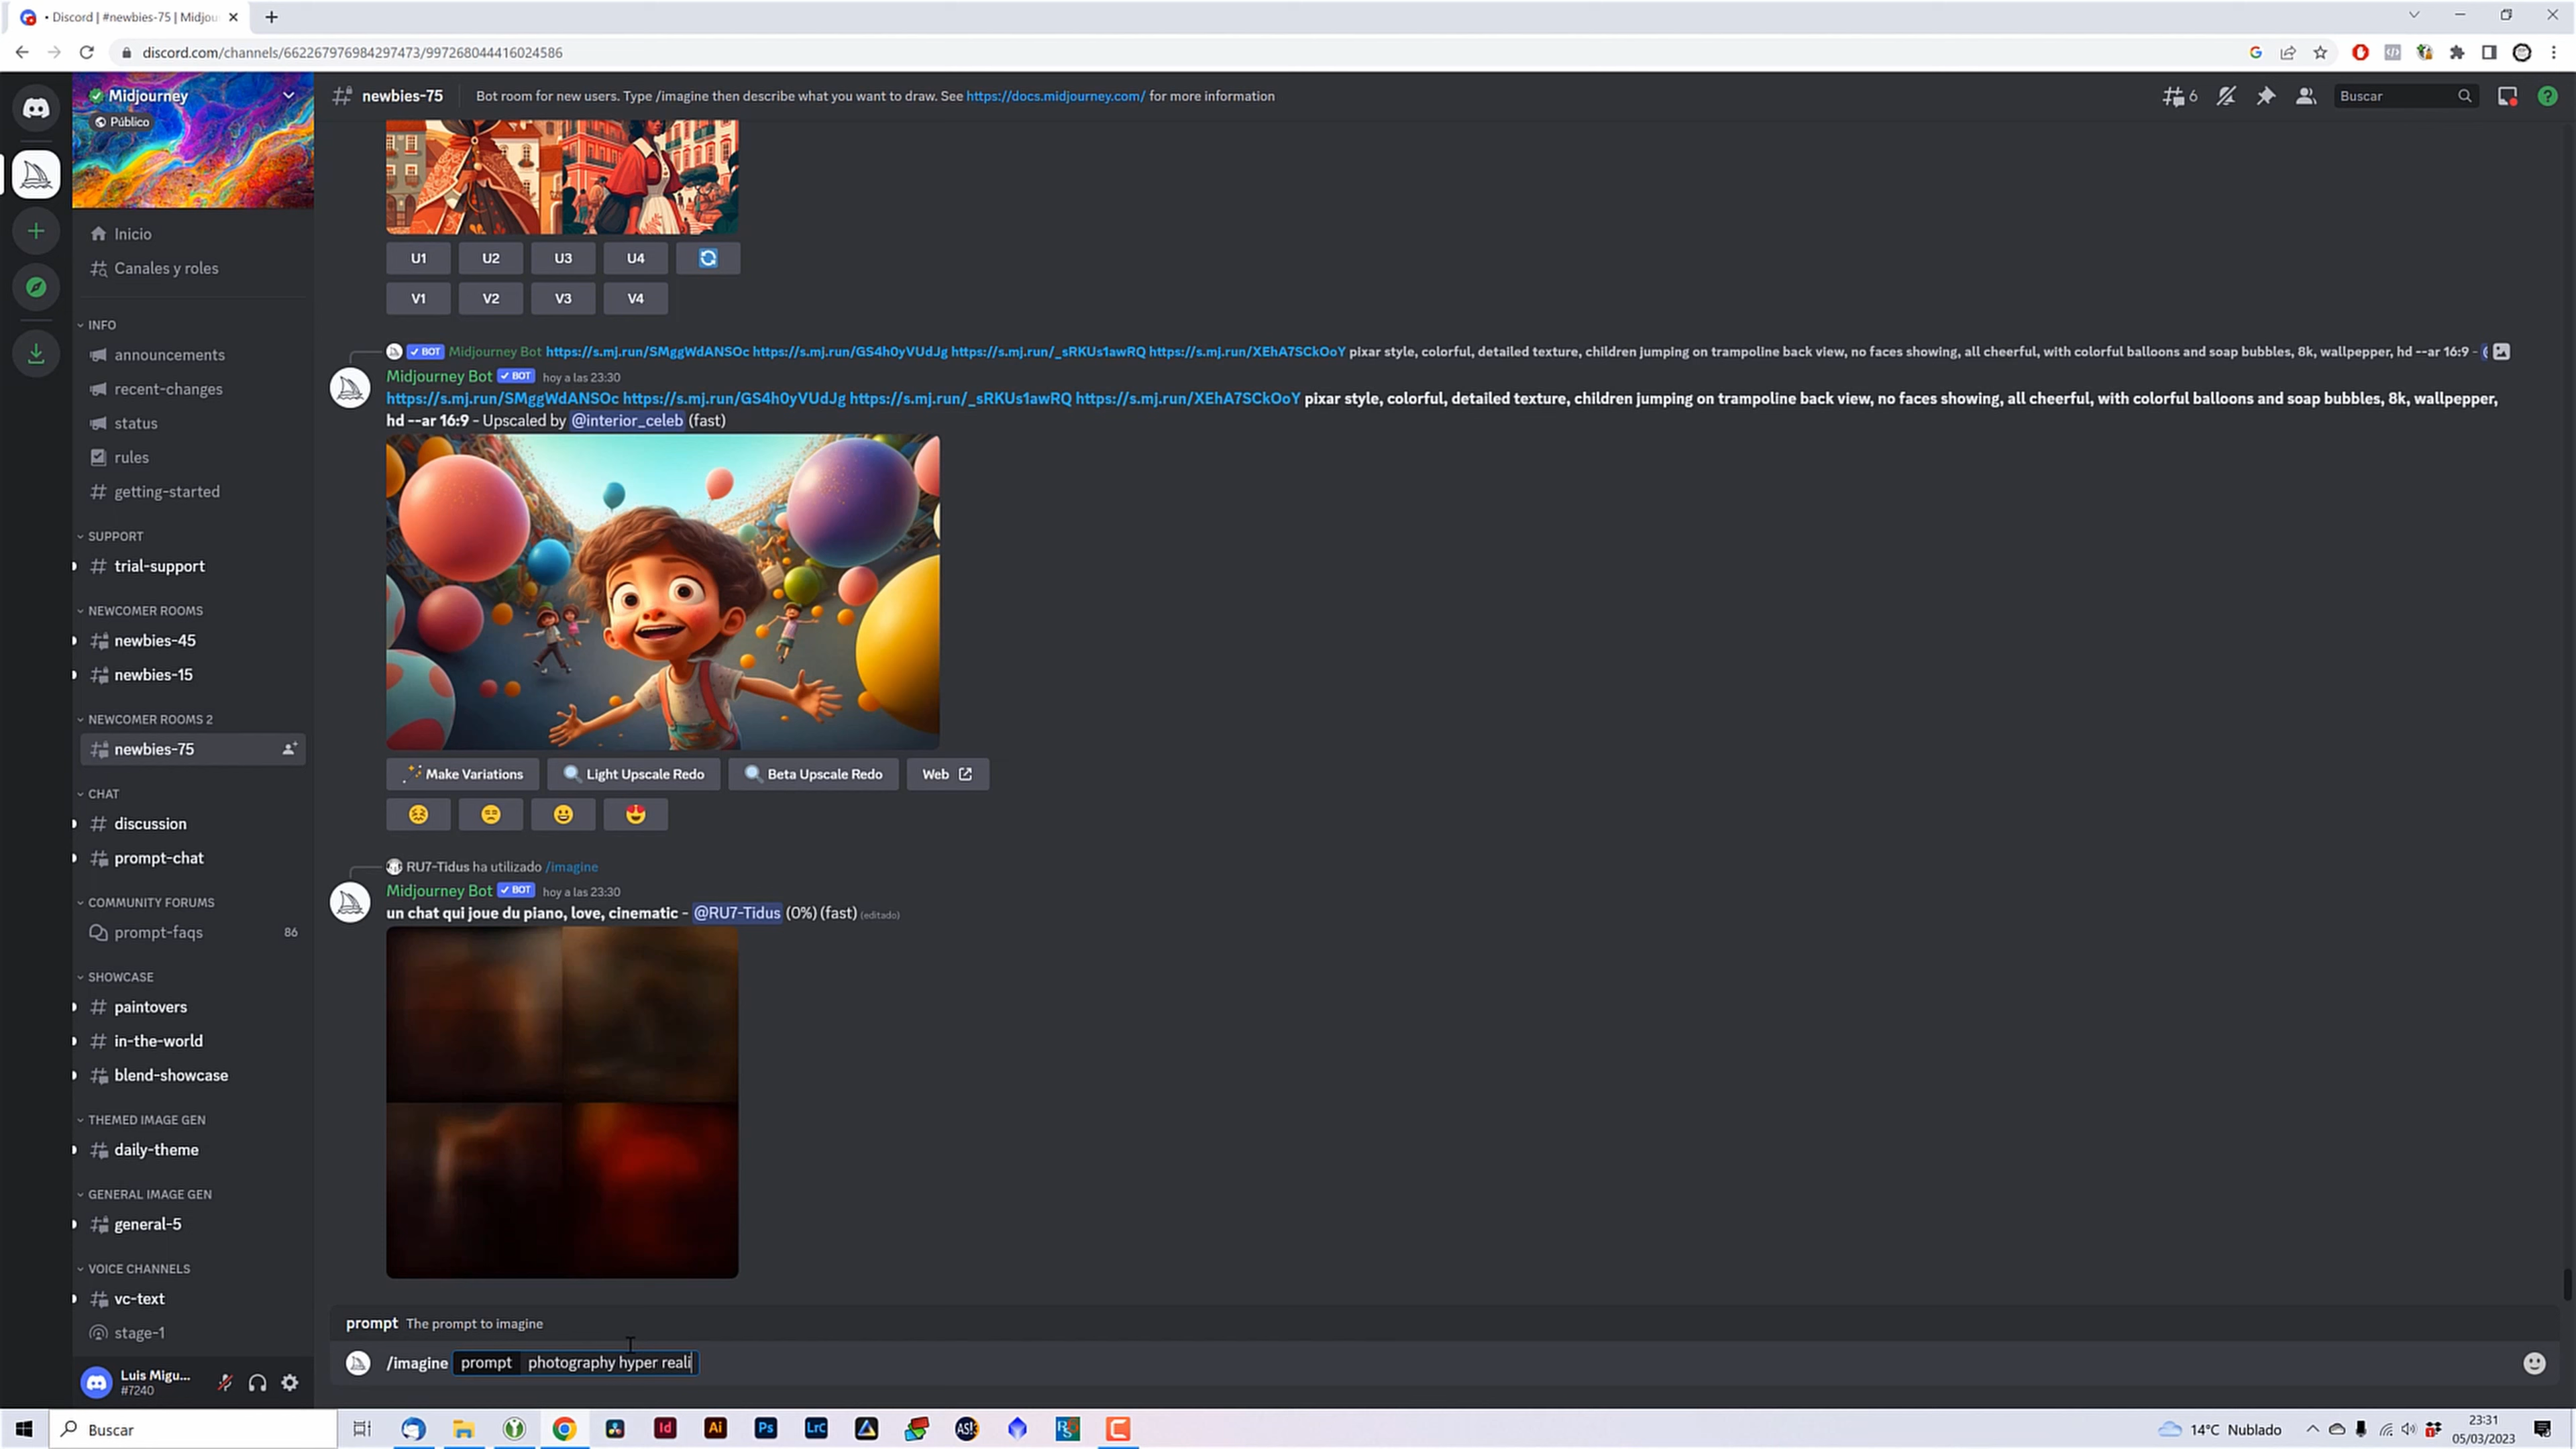 • Discord | #newbies-75 | Midjou
discord.com/channels/662267976984297473/997268044416024586
Midjourney
Público
newbies-75
Bot room for new users. Type /imagine then describe what you want to draw. See https://docs.midjourney.com/ for more information
6
Buscar
Inicio
Canales y roles
INFO
announcements
recent-changes
status
rules
getting-started
SUPPORT
trial-support
NEWCOMER ROOMS
newbies-45
newbies-15
NEWCOMER ROOMS 2
newbies-75
CHAT
discussion
prompt-chat
COMMUNITY FORUMS
prompt-faqs 86
SHOWCASE
paintovers
in-the-world
blend-showcase
THEMED IMAGE GEN
daily-theme
GENERAL IMAGE GEN
general-5
VOICE CHANNELS
vc-text
stage-1
Luis Migu...
#7240
U1 U2 U3 U4
V1 V2 V3 V4
BOT Midjourney Bot https://s.mj.run/SMggWdANSOc https://s.mj.run/GS4h0yVUdJg https://s.mj.run/_sRKUs1awRQ https://s.mj.run/XEhA7SCkOoY pixar style, colorful, detailed texture, children jumping on trampoline back view, no faces showing, all cheerful, with colorful balloons and soap bubbles, 8k, wallpepper, hd --ar 16:9 -
Midjourney Bot BOT hoy a las 23:30
https://s.mj.run/SMggWdANSOc https://s.mj.run/GS4h0yVUdJg https://s.mj.run/_sRKUs1awRQ https://s.mj.run/XEhA7SCkOoY pixar style, colorful, detailed texture, children jumping on trampoline back view, no faces showing, all cheerful, with colorful balloons and soap bubbles, 8k, wallpepper,
hd --ar 16:9 - Upscaled by @interior_celeb (fast)
Make Variations Light Upscale Redo Beta Upscale Redo Web
RU7-Tidus ha utilizado /imagine
Midjourney Bot BOT hoy a las 23:30
un chat qui joue du piano, love, cinematic - @RU7-Tidus (0%) (fast) (editado)
prompt The prompt to imagine
/imagine prompt photography hyper reali
Buscar
Id
Ai
Ps
LrC
AS!
14°C Nublado
23:31
05/03/2023